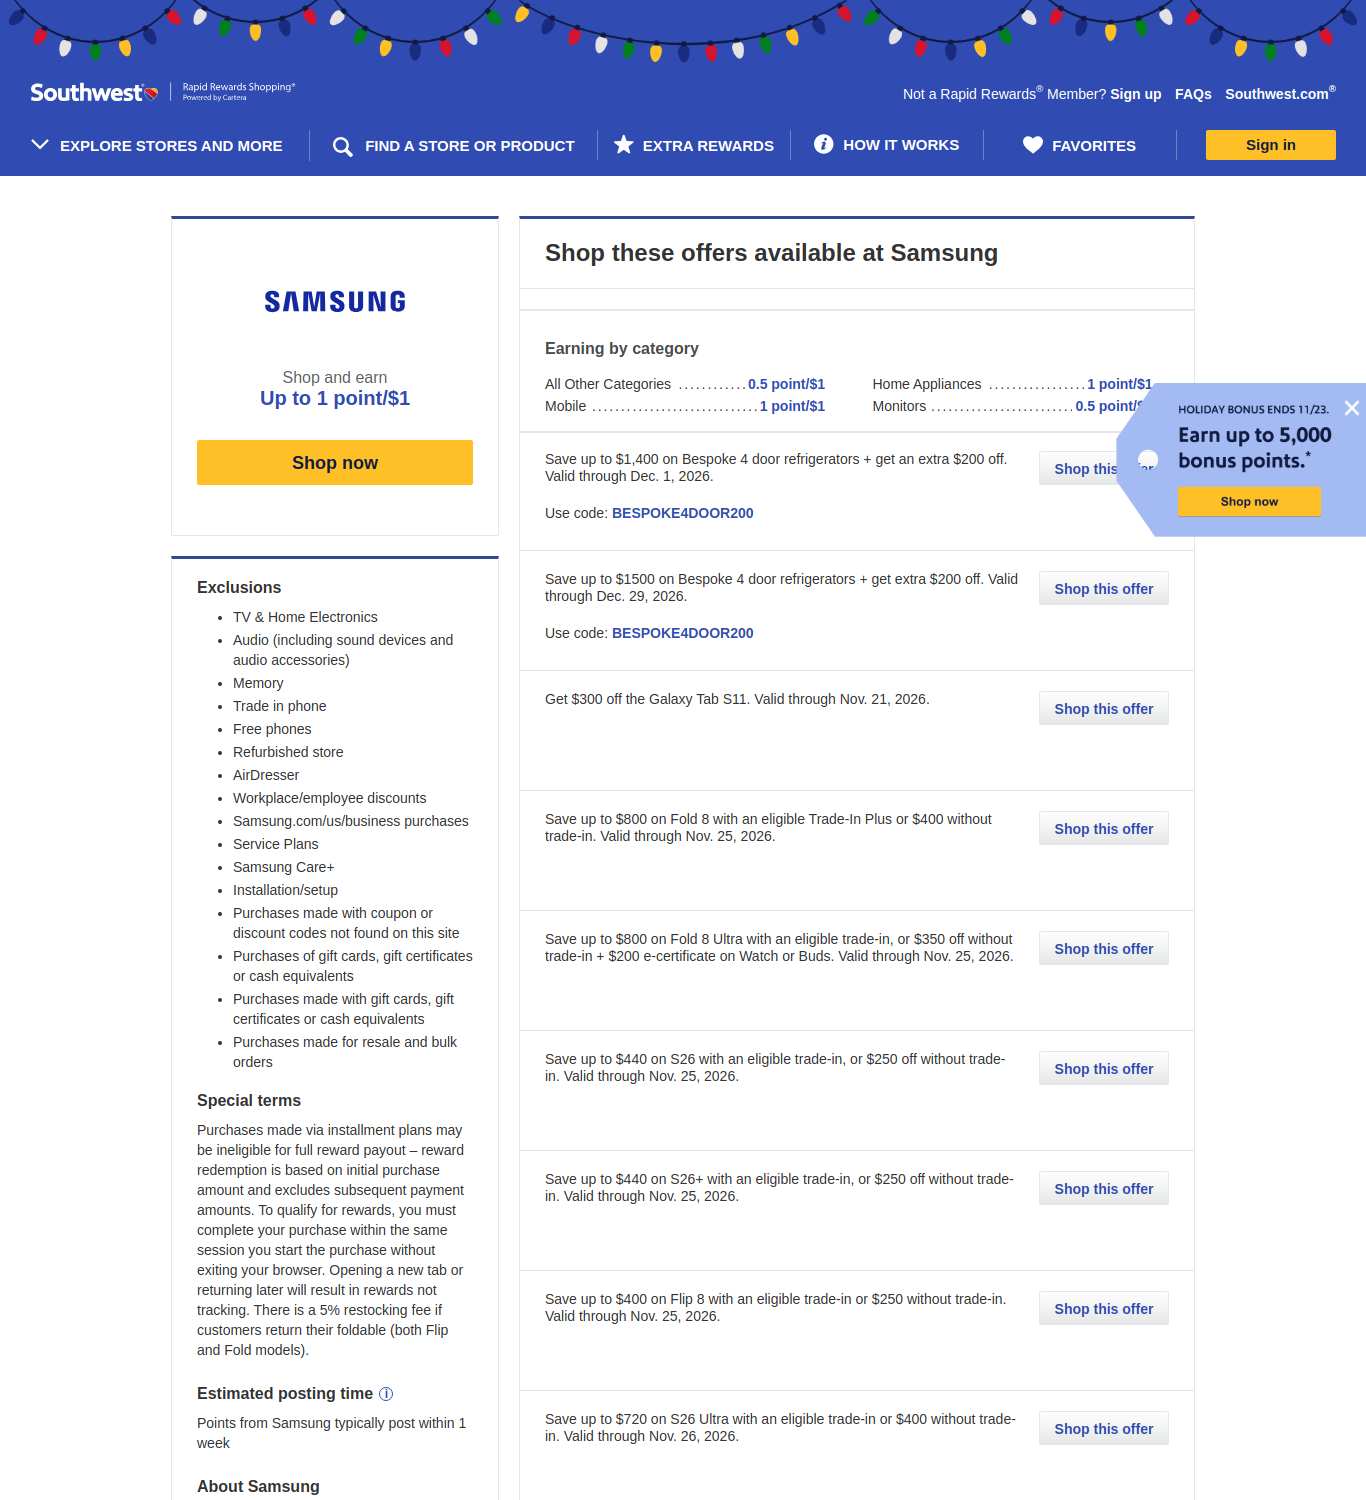 Southwest
Rapid Rewards Shopping®
Powered by Cartera
Not a Rapid Rewards® Member? Sign up FAQs Southwest.com®
EXPLORE STORES AND MORE
FIND A STORE OR PRODUCT
EXTRA REWARDS
HOW IT WORKS
FAVORITES
Sign in
SAMSUNG
Shop and earn
Up to 1 point/$1
Shop now
Exclusions
• TV & Home Electronics
• Audio (including sound devices and
audio accessories)
• Memory
• Trade in phone
• Free phones
• Refurbished store
• AirDresser
• Workplace/employee discounts
• Samsung.com/us/business purchases
• Service Plans
• Samsung Care+
• Installation/setup
• Purchases made with coupon or
discount codes not found on this site
• Purchases of gift cards, gift certificates
or cash equivalents
• Purchases made with gift cards, gift
certificates or cash equivalents
• Purchases made for resale and bulk
orders
Special terms
Purchases made via installment plans may
be ineligible for full reward payout – reward
redemption is based on initial purchase
amount and excludes subsequent payment
amounts. To qualify for rewards, you must
complete your purchase within the same
session you start the purchase without
exiting your browser. Opening a new tab or
returning later will result in rewards not
tracking. There is a 5% restocking fee if
customers return their foldable (both Flip
and Fold models).
Estimated posting time
Points from Samsung typically post within 1
week
About Samsung
Shop these offers available at Samsung
Earning by category
All Other Categories ............ 0.5 point/$1
Mobile ............................. 1 point/$1
Home Appliances ................. 1 point/$1
Monitors ......................... 0.5 point/
Save up to $1,400 on Bespoke 4 door refrigerators + get an extra $200 off.
Valid through Dec. 1, 2026.
Use code: BESPOKE4DOOR200
Shop this
HOLIDAY BONUS ENDS 11/23.
Earn up to 5,000
bonus points.*
Shop now
Save up to $1500 on Bespoke 4 door refrigerators + get extra $200 off. Valid
through Dec. 29, 2026.
Use code: BESPOKE4DOOR200
Shop this offer
Get $300 off the Galaxy Tab S11. Valid through Nov. 21, 2026.
Shop this offer
Save up to $800 on Fold 8 with an eligible Trade-In Plus or $400 without
trade-in. Valid through Nov. 25, 2026.
Shop this offer
Save up to $800 on Fold 8 Ultra with an eligible trade-in, or $350 off without
trade-in + $200 e-certificate on Watch or Buds. Valid through Nov. 25, 2026.
Shop this offer
Save up to $440 on S26 with an eligible trade-in, or $250 off without trade-
in. Valid through Nov. 25, 2026.
Shop this offer
Save up to $440 on S26+ with an eligible trade-in, or $250 off without trade-
in. Valid through Nov. 25, 2026.
Shop this offer
Save up to $400 on Flip 8 with an eligible trade-in or $250 without trade-in.
Valid through Nov. 25, 2026.
Shop this offer
Save up to $720 on S26 Ultra with an eligible trade-in or $400 without trade-
in. Valid through Nov. 26, 2026.
Shop this offer